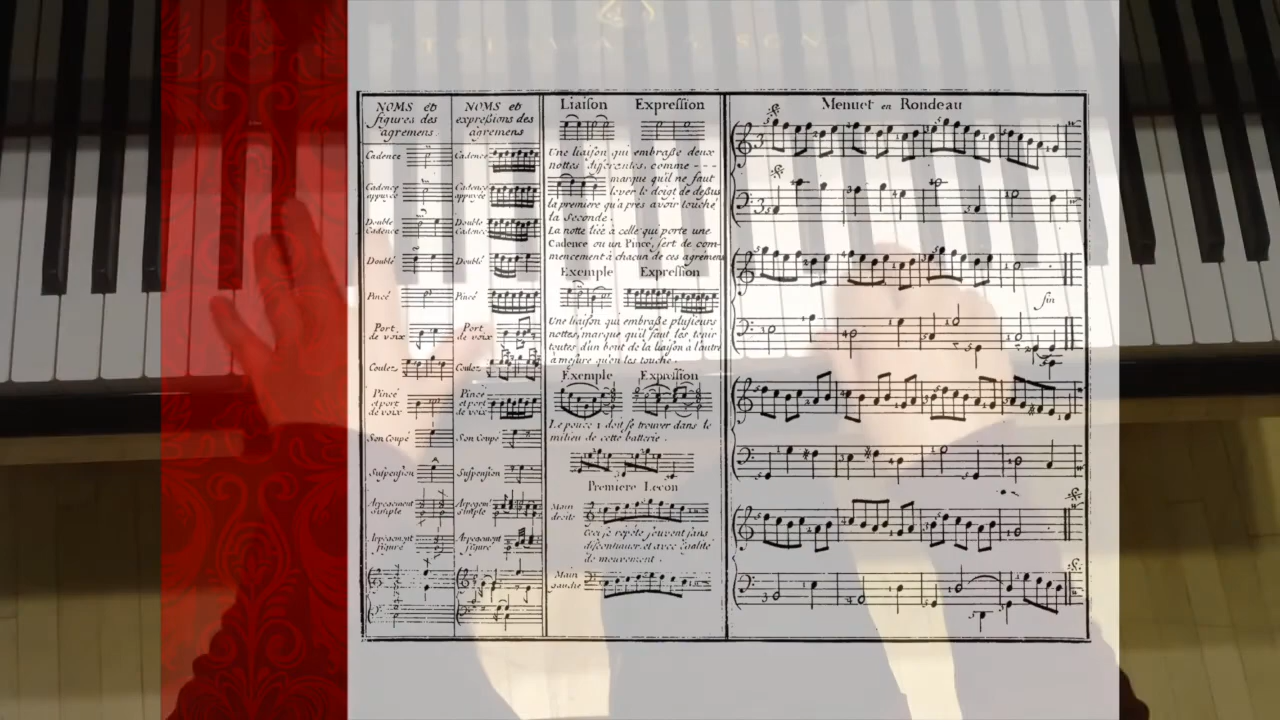 NOMS et
figures des
agremens
Cadence
Cadence
appuyée
Double
Cadence
Doublé
Pincé
Port
de voix
Coulez
Pincé
et port
de voix
Son Coupé
Suspension
Arpegement
simple
Arpegement
figuré
NOMS et
expressions des
agremens
Cadence
Cadence
appuyée
Double
Cadence
Doublé
Pincé
Port
de voix
Coulez
Pincé
et port
de voix
Son Coupé
Suspension
Arpegem.t
simple
Arpegem.t
figuré
Liaiſon Expreſſion
Une liaiſon qui embraſse deux
nottes diferentes, comme
marque qu'il ne faut
lever le doigt de deſsus
la premiere qu'aprés avoir touché
la Seconde.
La notte liée à celle qui porte une
Cadence ou un Pincé, ſert de com-
mencement à chacun de ces agremens
Exemple Expreſſion
Une liaiſon qui embraſse pluſieurs
nottes, marque qu'il faut les tenir
toutes d'un bout de la liaiſon à l'autre
à meſure qu'on les touche.
Exemple Expreſſion
Le pouce 1 doit ſe trouver dans le
milieu de cette batterie.
Premiere Leçon
Main
droite
Ceci ſe répéte ſouvent ſans
diſcontinuer et avec égalité
de mouvement.
Main
gauche
Menuet en Rondeau
fin